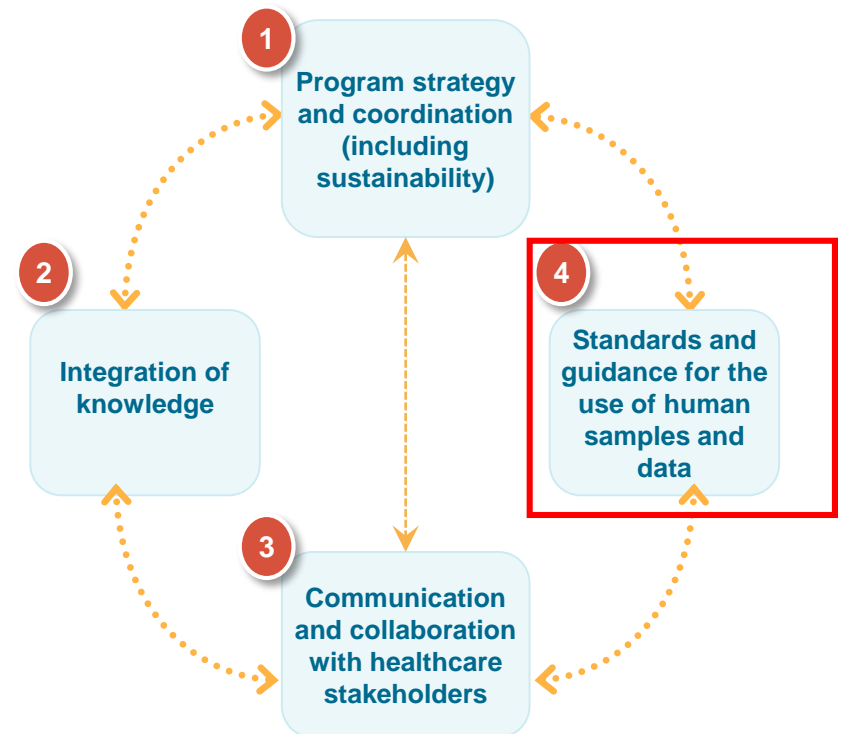 1
Program strategy
and coordination
(including
sustainability)
2
Integration of
knowledge
4
Standards and
guidance for the
use of human
samples and
data
3
Communication
and collaboration
with healthcare
stakeholders